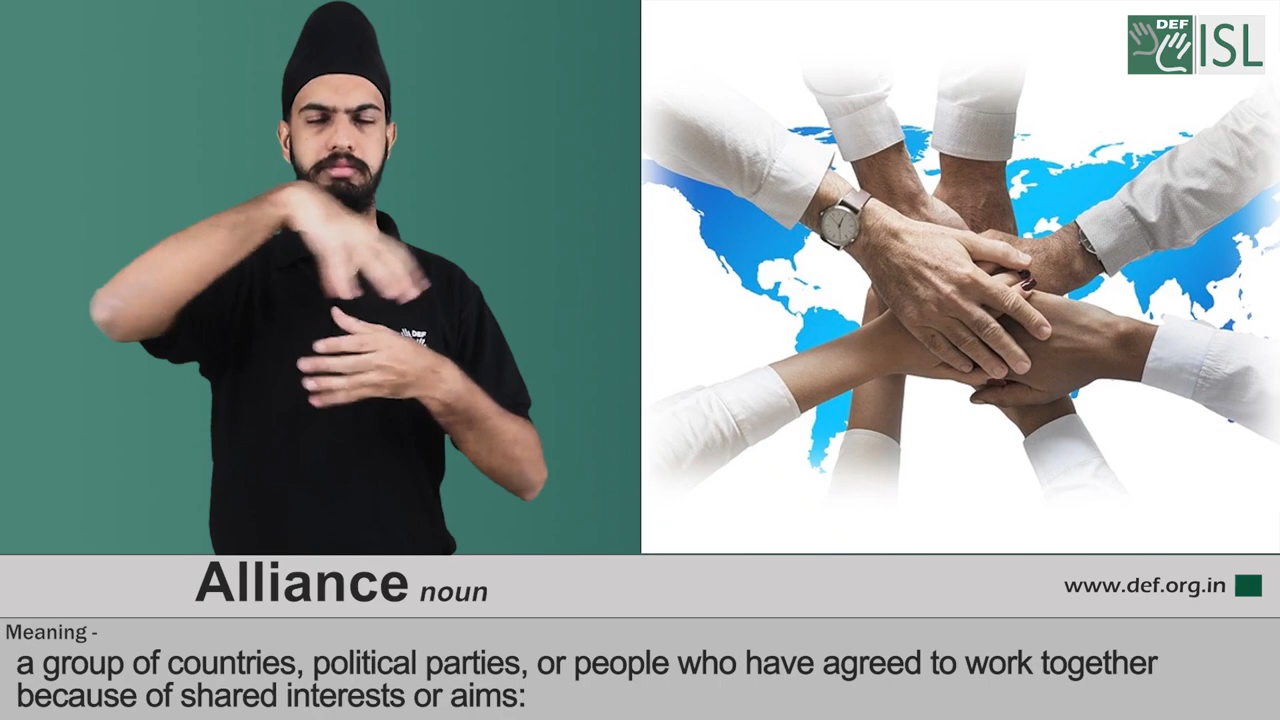 DEF
ISL
DEF
Alliance noun
www.def.org.in
Meaning -
a group of countries, political parties, or people who have agreed to work together
because of shared interests or aims: